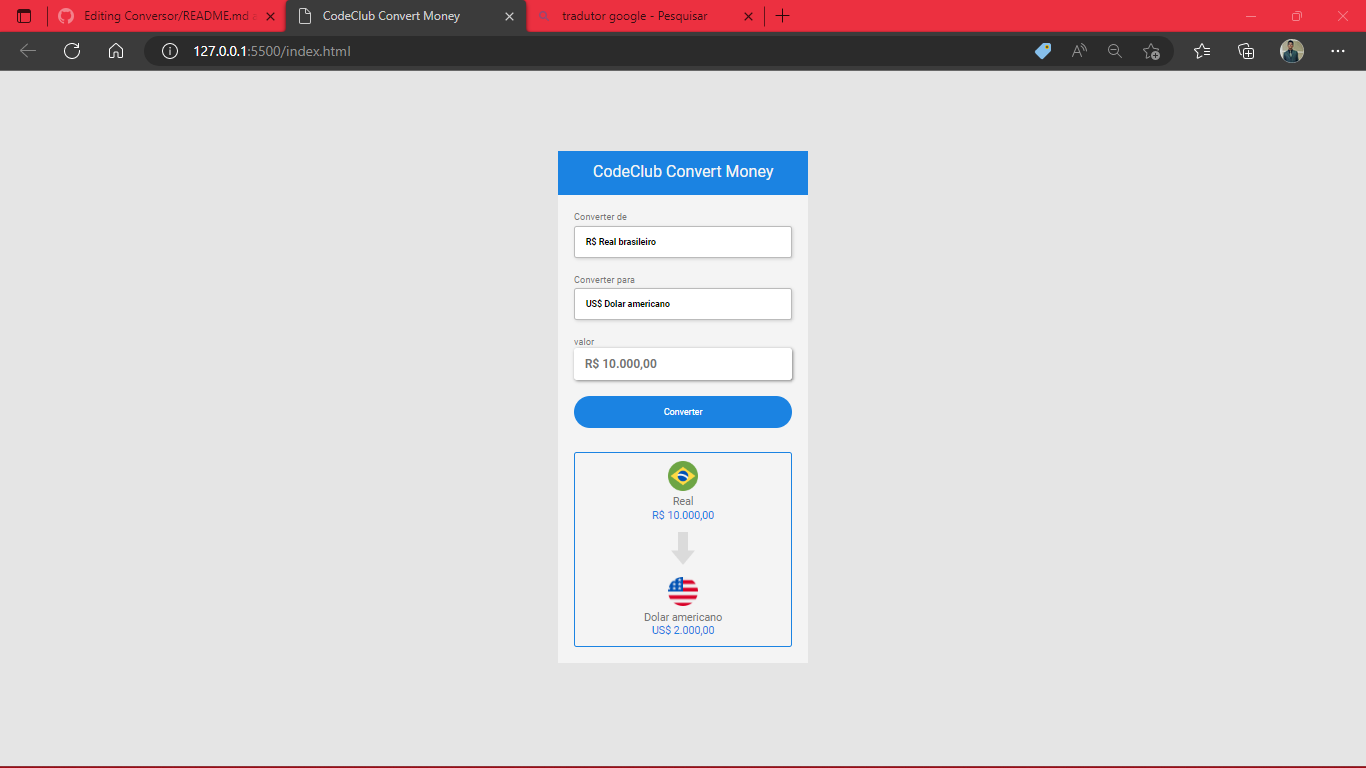 Editing Conversor/README.md a
CodeClub Convert Money
tradutor google - Pesquisar
127.0.0.1:5500/index.html
CodeClub Convert Money
Converter de
R$ Real brasileiro
Converter para
US$ Dolar americano
valor
R$ 10.000,00
Converter
Real
R$ 10.000,00
Dolar americano
US$ 2.000,00